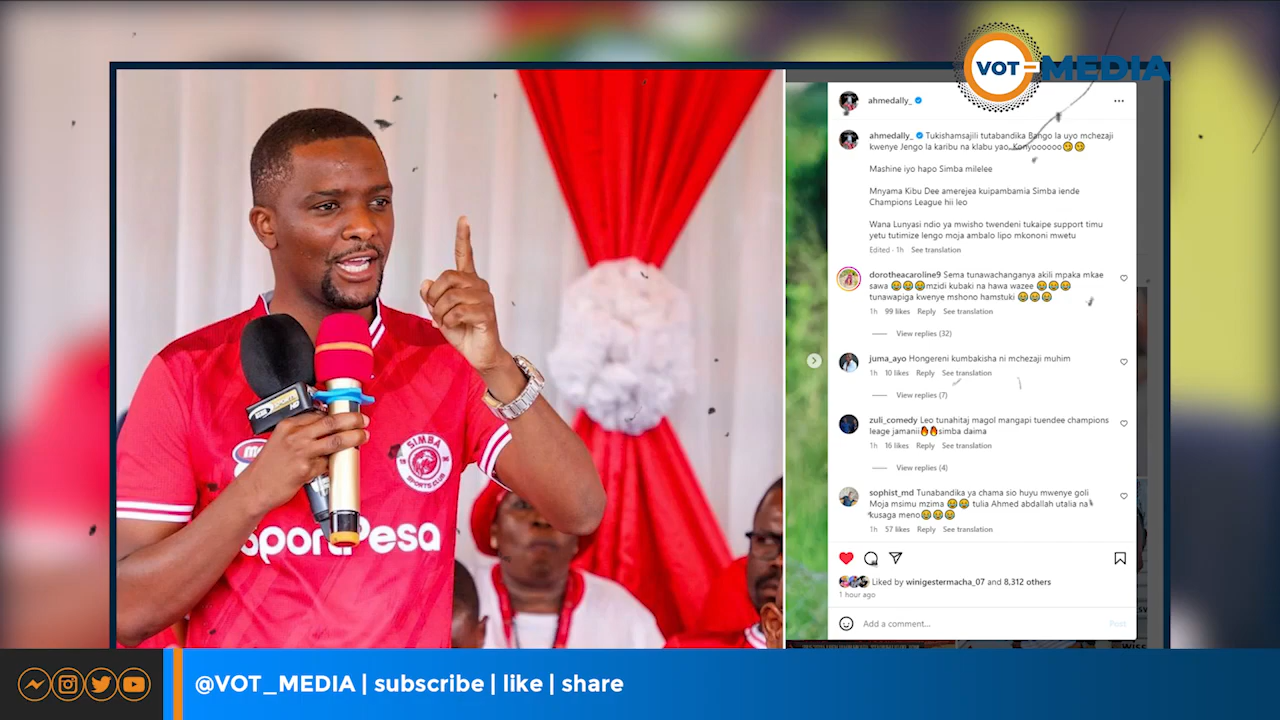 VOT-MEDIA
ahmedally_
ahmedally_ Tukishamsajili tutabandika Bango la uyo mchezaji
kwenye Jengo la karibu na klabu yao, Konyoooooo😏😏
Mashine iyo hapo Simba milelee
Mnyama Kibu Dee amerejea kuipambamia Simba iende
Champions League hii leo
Wana Lunyasi ndio ya mwisho twendeni tukaipe support timu
yetu tutimize lengo moja ambalo lipo mkononi mwetu
Edited · 1h See translation
dorotheacaroline9 Sema tunawachanganya akili mpaka mkae
sawa 😂😂😂mzidi kubaki na hawa wazee 😂😂😂
tunawapiga kwenye mshono hamstuki 😂😂😂
1h 99 likes Reply See translation
View replies (32)
juma_ayo Hongereni kumbakisha ni mchezaji muhim
1h 10 likes Reply See translation
View replies (7)
zuli_comedy Leo tunahitaj magol mangapi tuendee champions
leage jamanii🔥🔥simba daima
1h 16 likes Reply See translation
View replies (4)
sophist_md Tunabandika ya chama sio huyu mwenye goli
Moja msimu mzima 😂😂 tulia Ahmed abdallah utalia na
kusaga meno😂😂😂
1h 57 likes Reply See translation
Liked by winigestermacha_07 and 8,312 others
1 hour ago
Add a comment...
Post
SIMBA
SPORTS CLUB
SportPesa
@VOT_MEDIA | subscribe | like | share